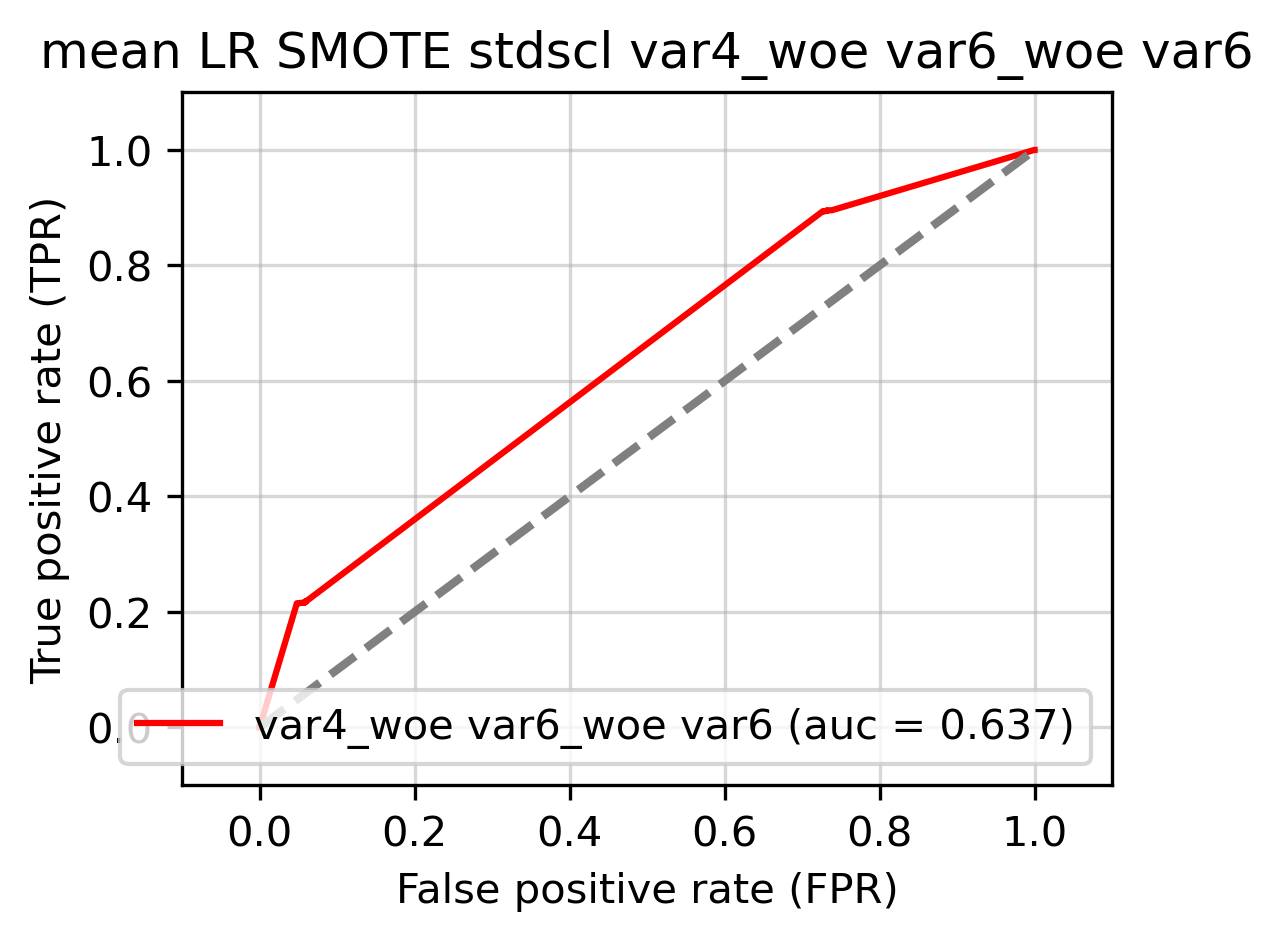 mean LR SMOTE stdscl var4_woe var6_woe var6
1.0
0.8
0.6
0.4
0.2
0.0
True positive rate (TPR)
var4_woe var6_woe var6 (auc = 0.637)
0.0 0.2 0.4 0.6 0.8 1.0
False positive rate (FPR)